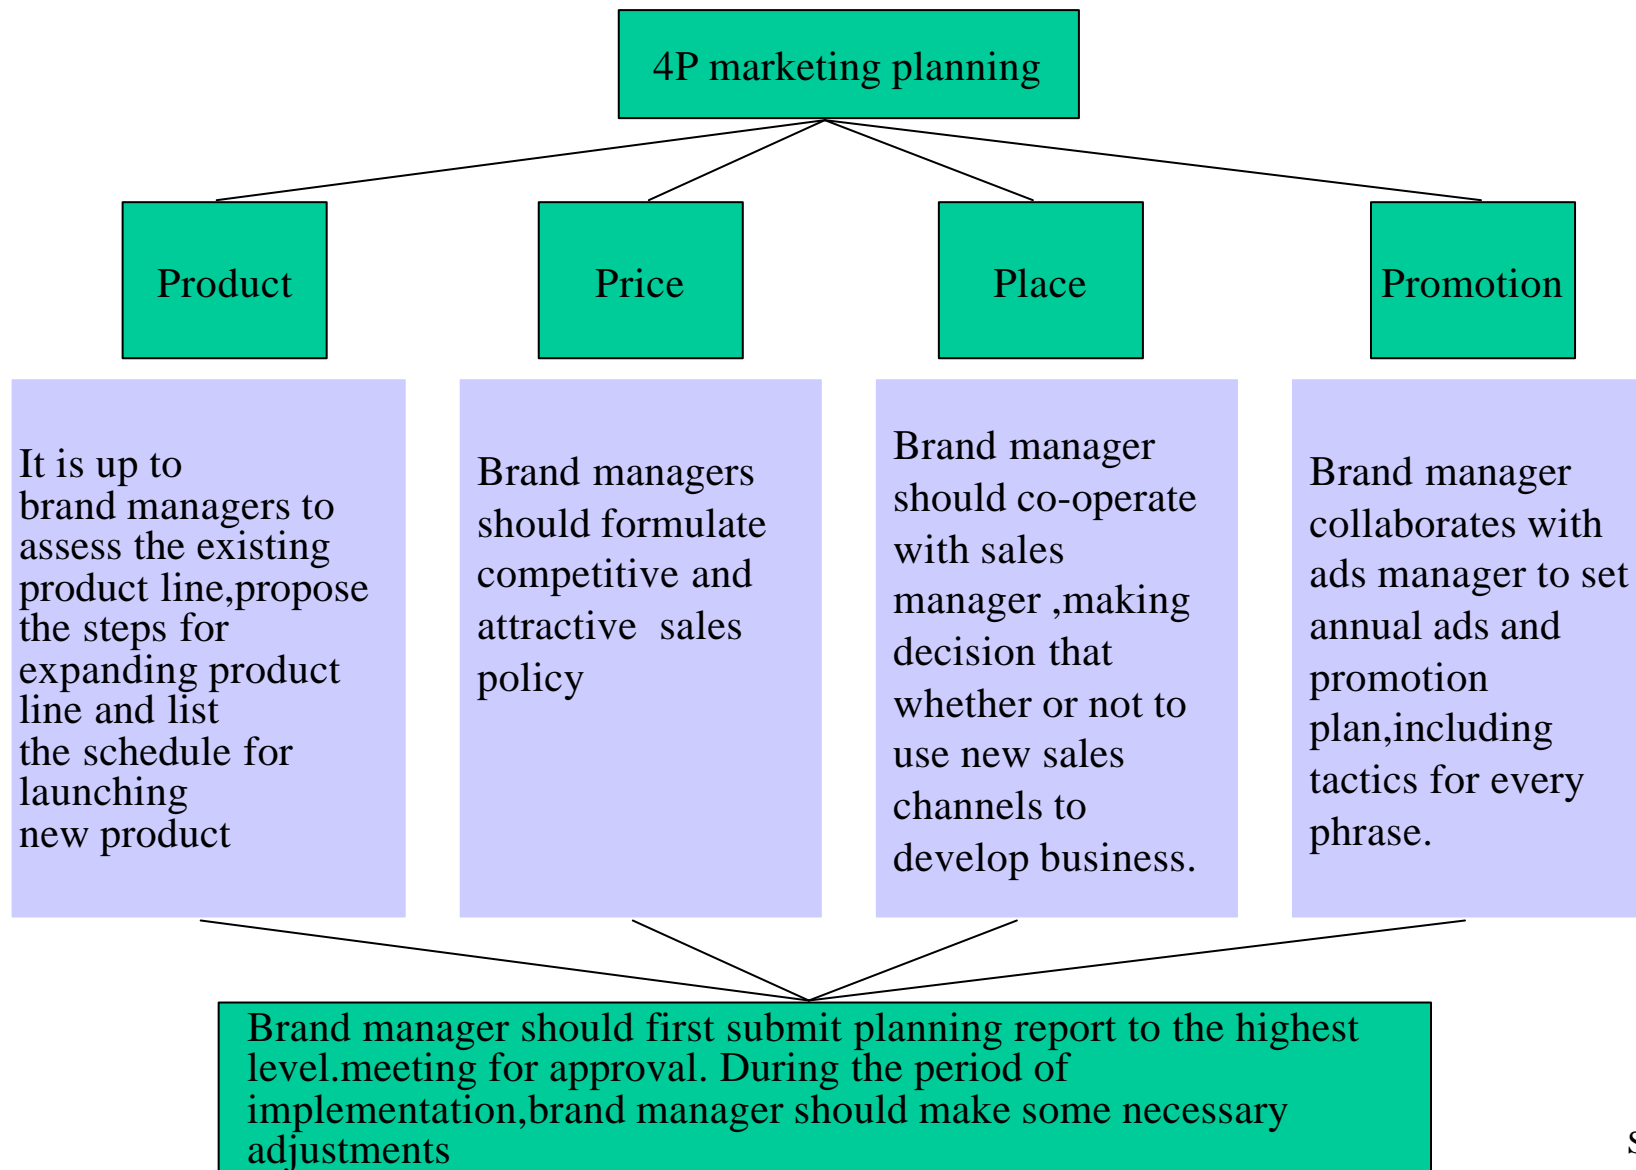 4P marketing planning
Product
Price
Place
Promotion
It is up to
brand managers to
assess the existing
product line,propose
the steps for
expanding product
line and list
the schedule for
launching
new product
Brand managers
should formulate
competitive and
attractive  sales
policy
Brand manager
should co-operate
with sales
manager ,making
decision that
whether or not to
use new sales
channels to
develop business.
Brand manager
collaborates with
ads manager to set
annual ads and
promotion
plan,including
tactics for every
phrase.
Brand manager should first submit planning report to the highest
level.meeting for approval. During the period of
implementation,brand manager should make some necessary
adjustments
S